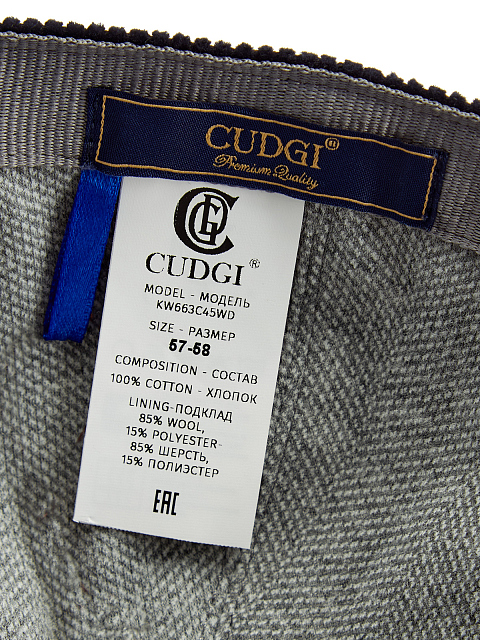 CUDGI®
Premium Quality
CUDGI®
MODEL - МОДЕЛЬ
KW663C45WD
SIZE - РАЗМЕР
57-58
COMPOSITION - СОСТАВ
100% COTTON - ХЛОПОК
LINING-ПОДКЛАД
85% WOOL,
15% POLYESTER-
85% ШЕРСТЬ,
15% ПОЛИЭСТЕР
EAC